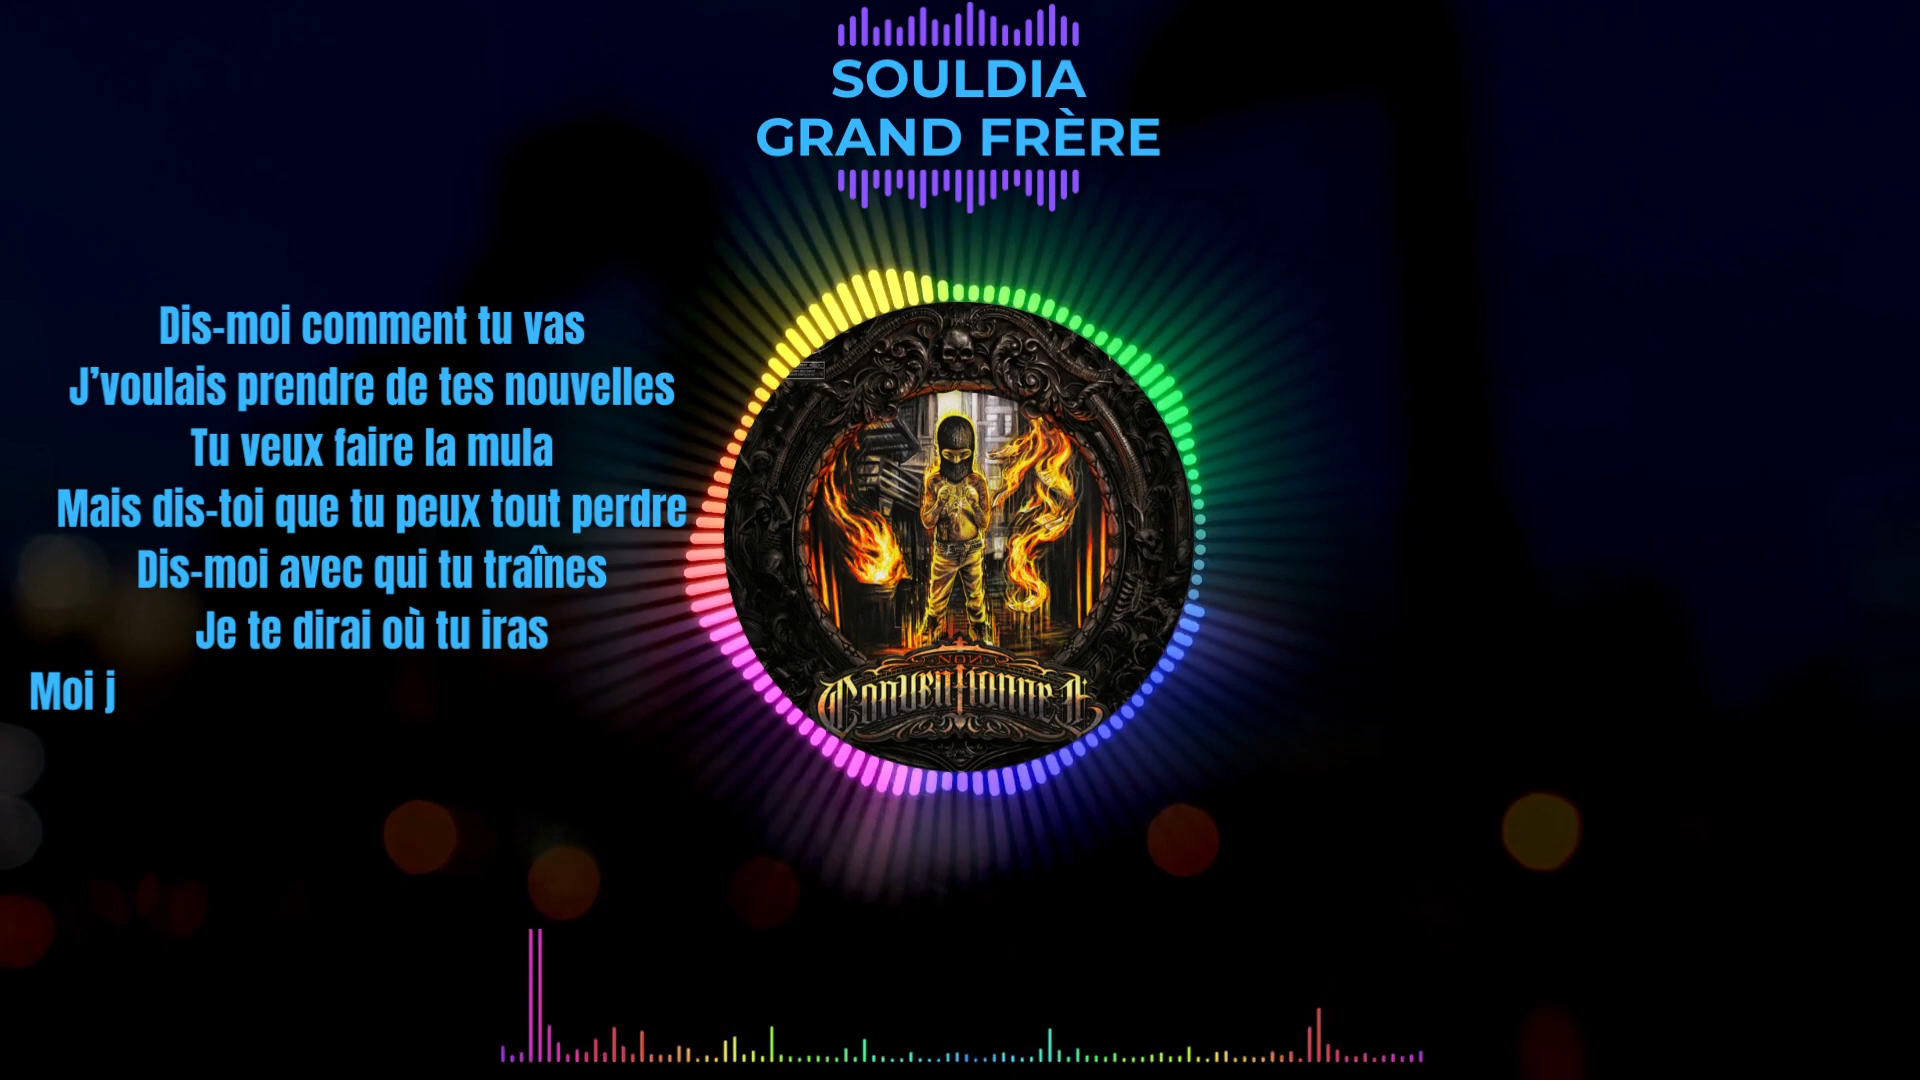 SOULDIA
GRAND FRÈRE
Dis-moi comment tu vas
J’voulais prendre de tes nouvelles
Tu veux faire la mula
Mais dis-toi que tu peux tout perdre
Dis-moi avec qui tu traînes
Je te dirai où tu iras
Moi j
NON
Conventionnel